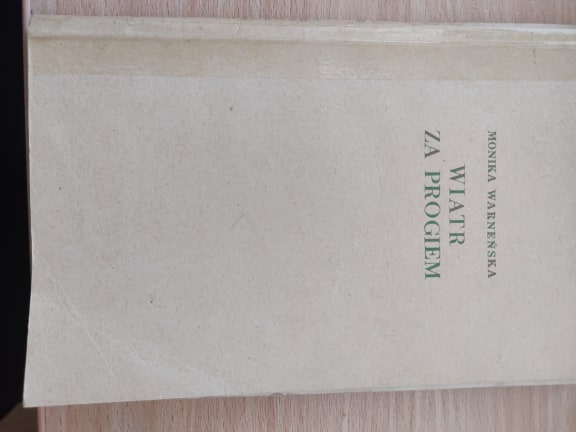 MONIKA WARNEŃSKA
WIATR
ZA PROGIEM